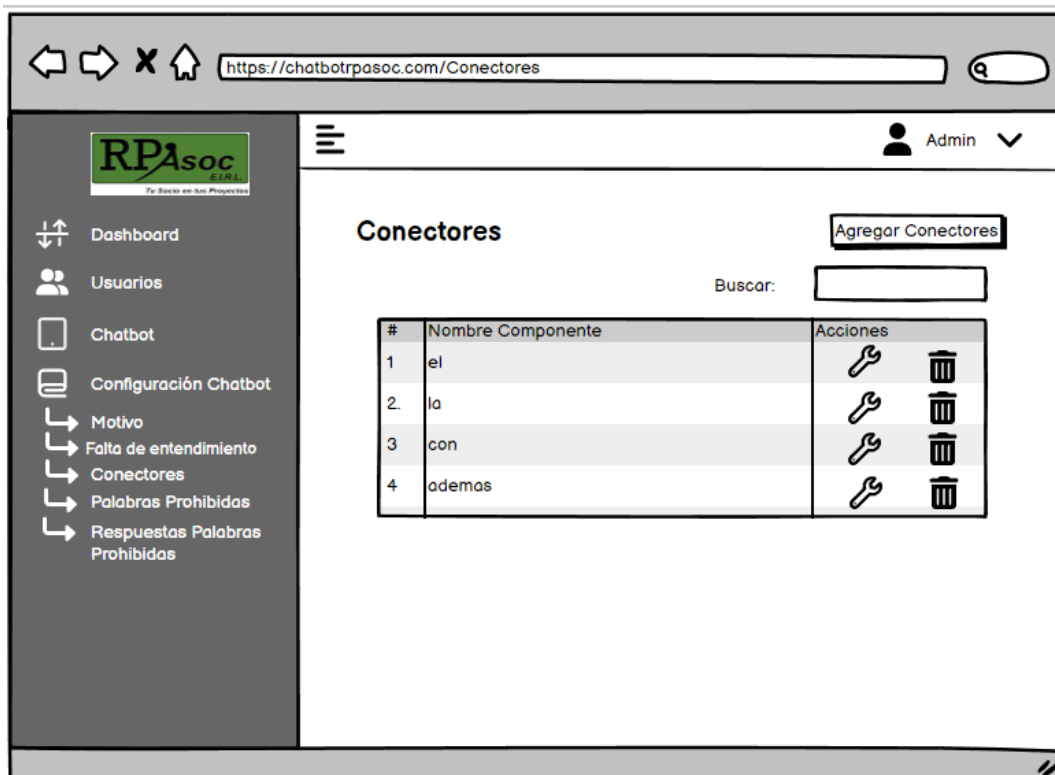 https://chatbotrpasoc.com/Conectores
RPAsoc
E.I.R.L.
Tu Socio en tus Proyectos
Admin
Dashboard
Usuarios
Chatbot
Configuración Chatbot
Motivo
Falta de entendimiento
Conectores
Palabras Prohibidas
Respuestas Palabras
Prohibidas
Conectores
Agregar Conectores
Buscar:
# Nombre Componente Acciones
1 el
2. la
3 con
4 ademas